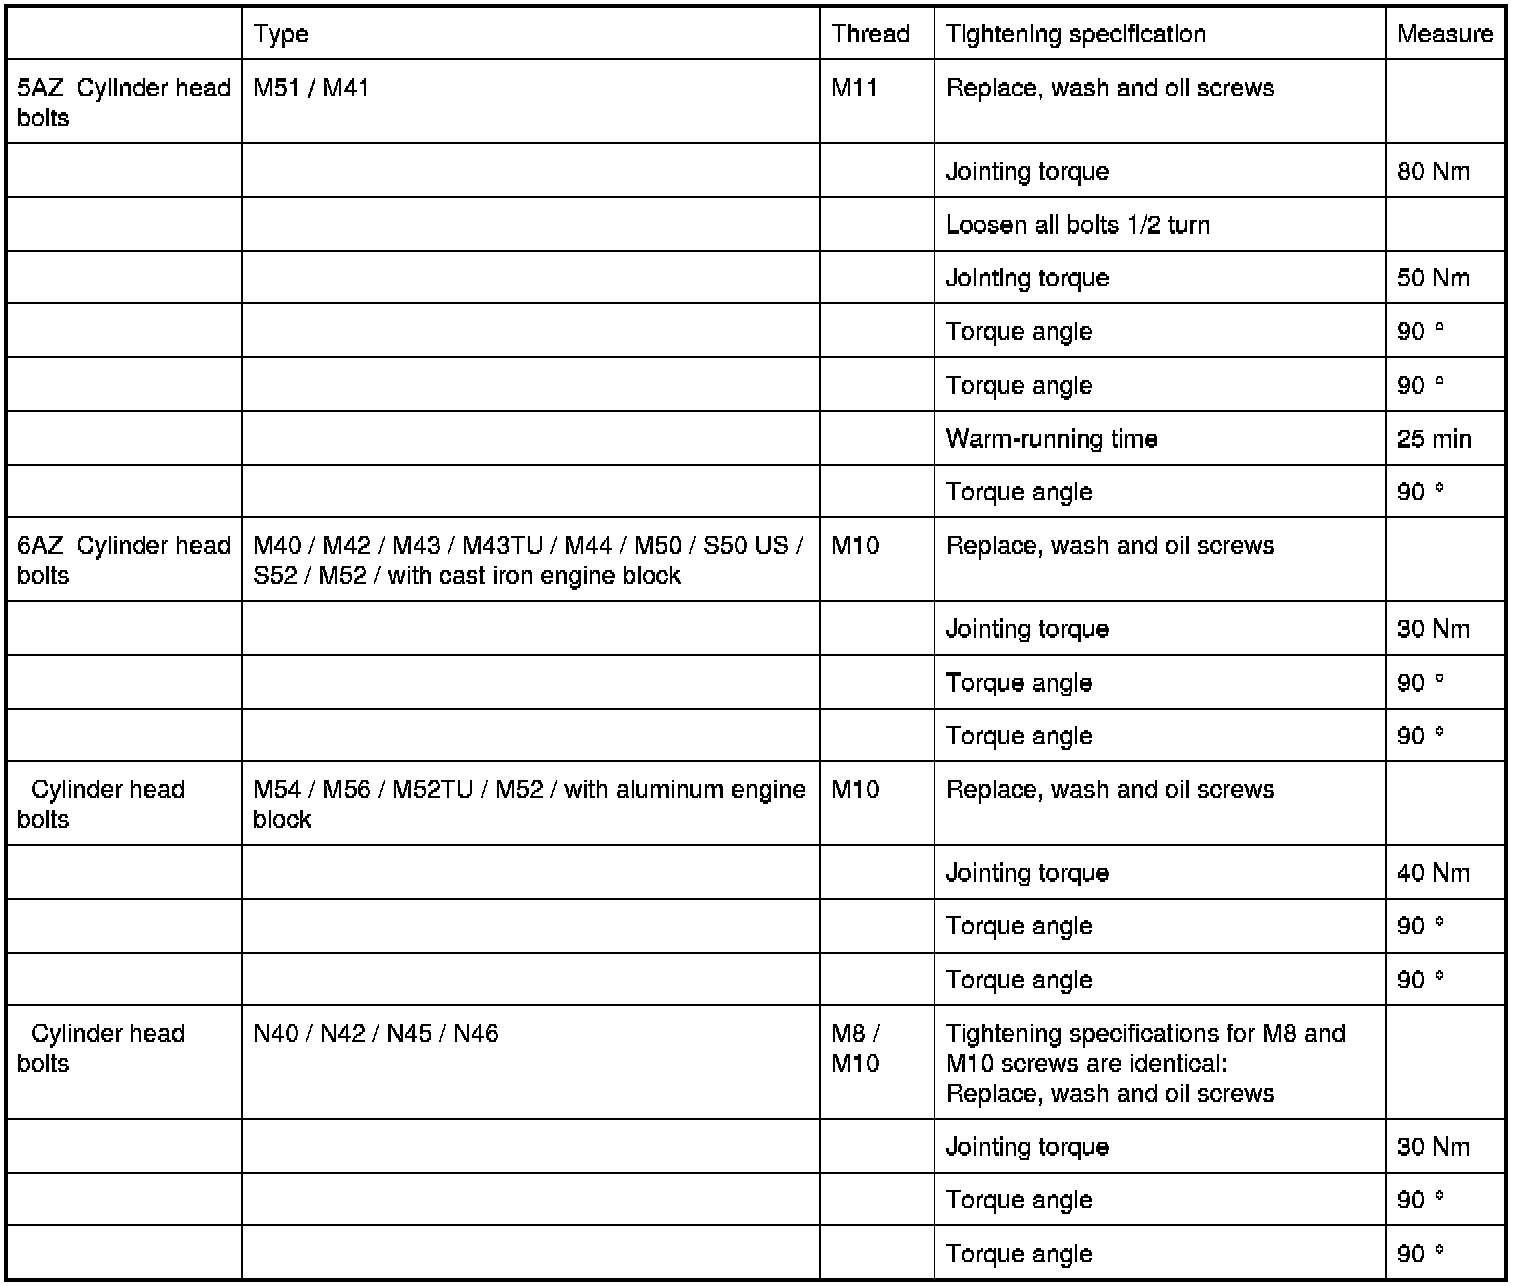 Type Thread Tightening specification Measure
5AZ Cylinder head M51 / M41 M11 Replace, wash and oil screws
bolts
Jointing torque 80 Nm
Loosen all bolts 1/2 turn
Jointing torque 50 Nm
Torque angle 90 °
Torque angle 90 °
Warm-running time 25 min
Torque angle 90 °
6AZ Cylinder head M40 / M42 / M43 / M43TU / M44 / M50 / S50 US / M10 Replace, wash and oil screws
bolts S52 / M52 / with cast iron engine block
Jointing torque 30 Nm
Torque angle 90 °
Torque angle 90 °
Cylinder head M54 / M56 / M52TU / M52 / with aluminum engine M10 Replace, wash and oil screws
bolts block
Jointing torque 40 Nm
Torque angle 90 °
Torque angle 90 °
Cylinder head N40 / N42 / N45 / N46 M8 / Tightening specifications for M8 and
bolts M10 M10 screws are identical:
Replace, wash and oil screws
Jointing torque 30 Nm
Torque angle 90 °
Torque angle 90 °